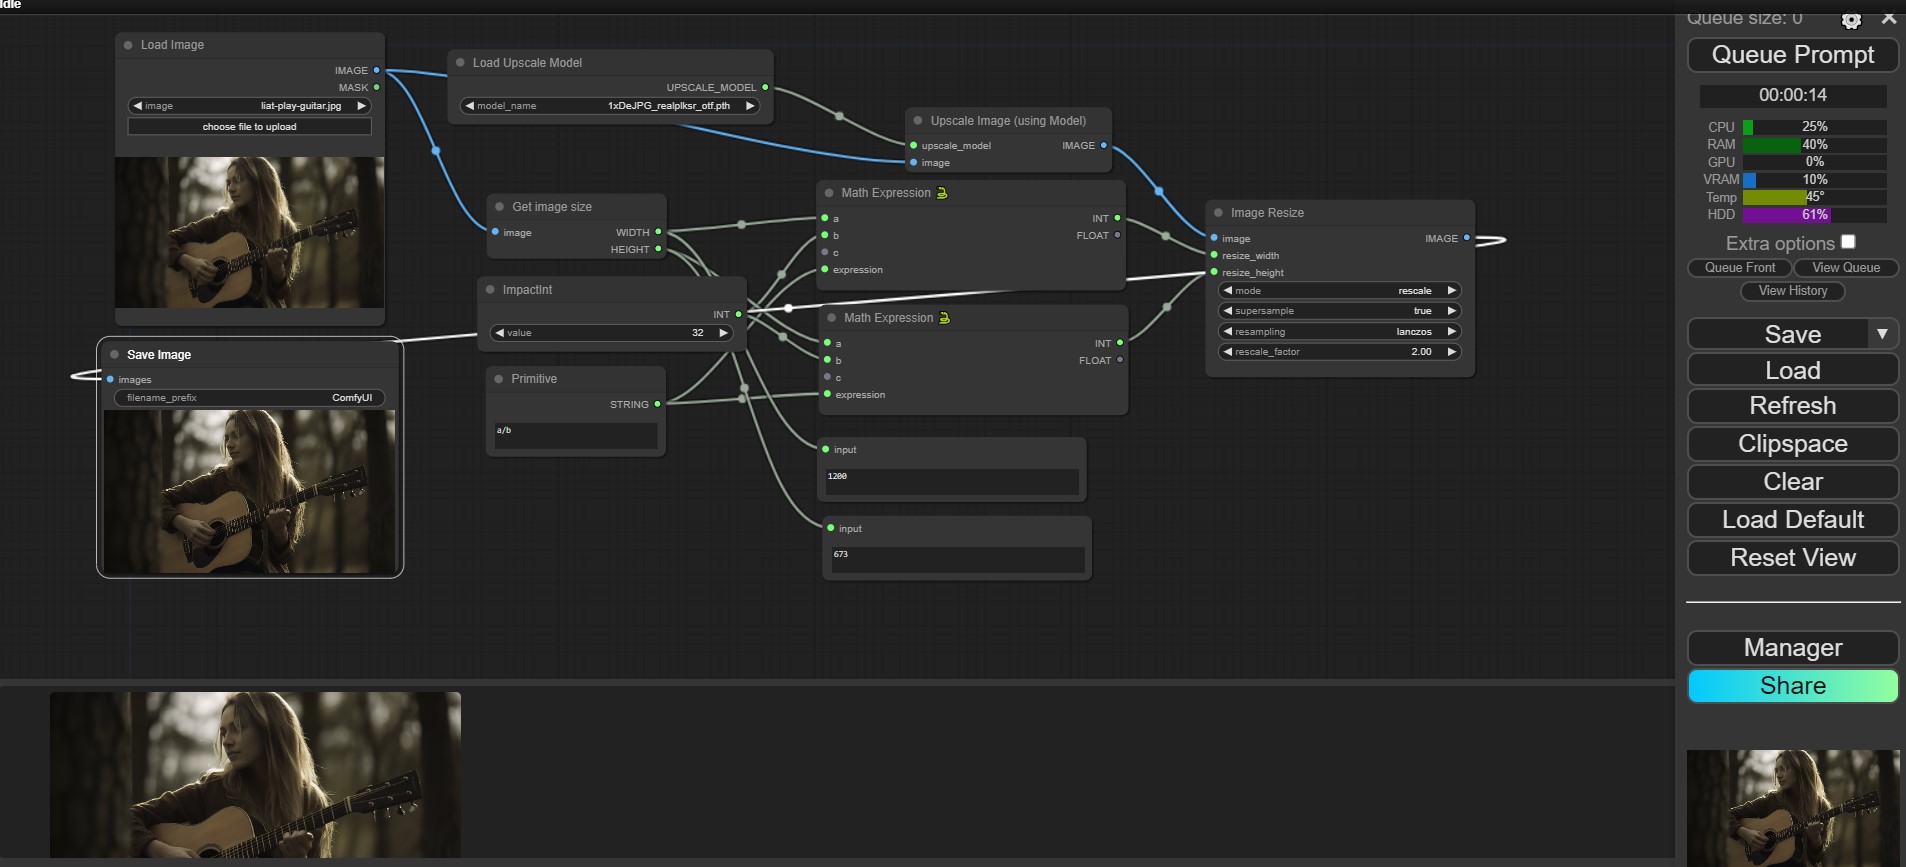 Idle
Load Image
IMAGE
MASK
image liat-play-guitar.jpg
choose file to upload
Load Upscale Model
UPSCALE_MODEL
model_name 1xDeJPG_realplksr_otf.pth
Upscale Image (using Model)
upscale_model IMAGE
image
Get image size
image WIDTH
HEIGHT
Math Expression
a INT
b FLOAT
c
expression
ImpactInt
INT
value 32
Math Expression
a INT
b FLOAT
c
expression
Image Resize
image IMAGE
resize_width
resize_height
mode rescale
supersample true
resampling lanczos
rescale_factor 2.00
Save Image
images
filename_prefix ComfyUI
Primitive
STRING
a/b
input
1200
input
673
Queue size: 0
Queue Prompt
00:00:14
CPU 25%
RAM 40%
GPU 0%
VRAM 10%
Temp 45°
HDD 61%
Extra options
Queue Front View Queue
View History
Save
Load
Refresh
Clipspace
Clear
Load Default
Reset View
Manager
Share